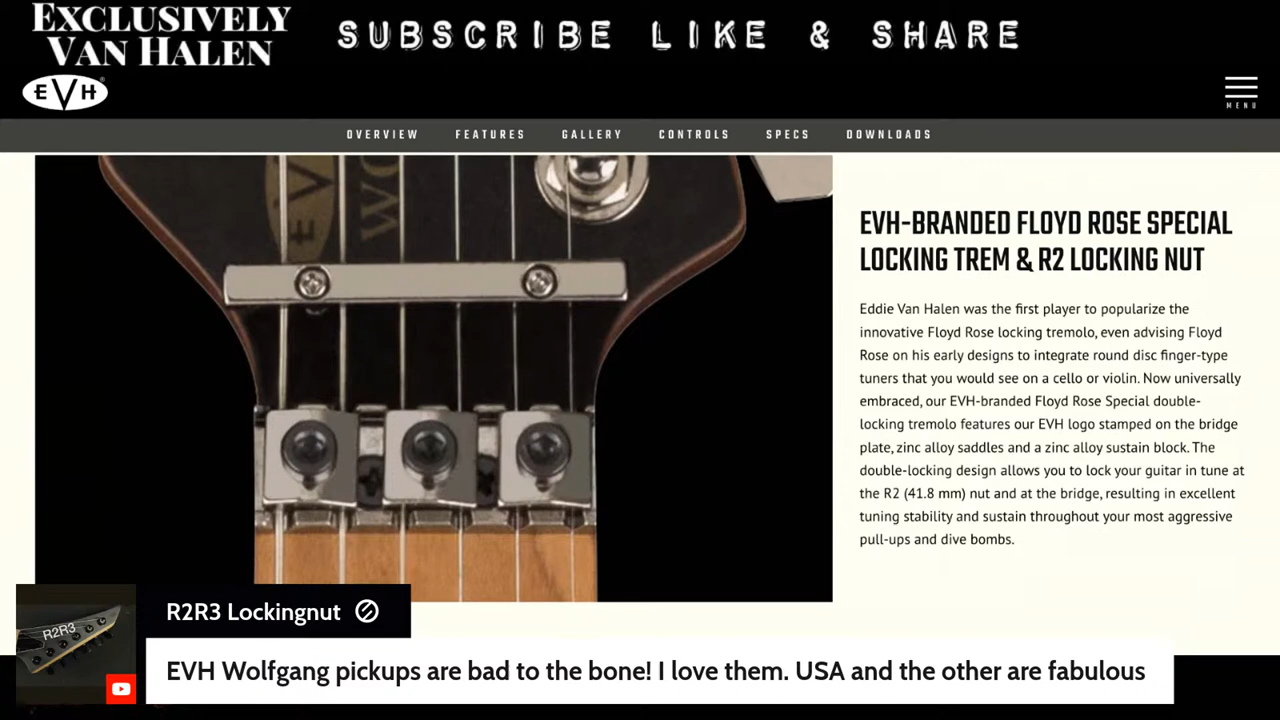 EXCLUSIVELY
VAN HALEN
SUBSCRIBE LIKE & SHARE
EVH
MENU
OVERVIEW FEATURES GALLERY CONTROLS SPECS DOWNLOADS
EVH
WO
EVH-BRANDED FLOYD ROSE SPECIAL
LOCKING TREM & R2 LOCKING NUT
Eddie Van Halen was the first player to popularize the
innovative Floyd Rose locking tremolo, even advising Floyd
Rose on his early designs to integrate round disc finger-type
tuners that you would see on a cello or violin. Now universally
embraced, our EVH-branded Floyd Rose Special double-
locking tremolo features our EVH logo stamped on the bridge
plate, zinc alloy saddles and a zinc alloy sustain block. The
double-locking design allows you to lock your guitar in tune at
the R2 (41.8 mm) nut and at the bridge, resulting in excellent
tuning stability and sustain throughout your most aggressive
pull-ups and dive bombs.
R2R3
R2R3 Lockingnut
EVH Wolfgang pickups are bad to the bone! I love them. USA and the other are fabulous